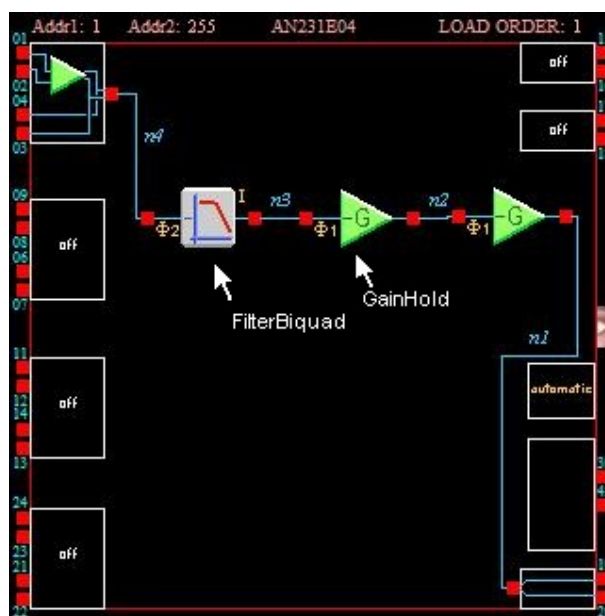 Addr1: 1 Addr2: 255 AN231E04 LOAD ORDER: 1
01
02
04
03
off
off
n4
09
08
06
07
off
Φ2
I
n3
Φ1
-G
n2
Φ1
-G
FilterBiquad
GainHold
n1
11
12
14
13
off
automatic
24
23
21
22
off